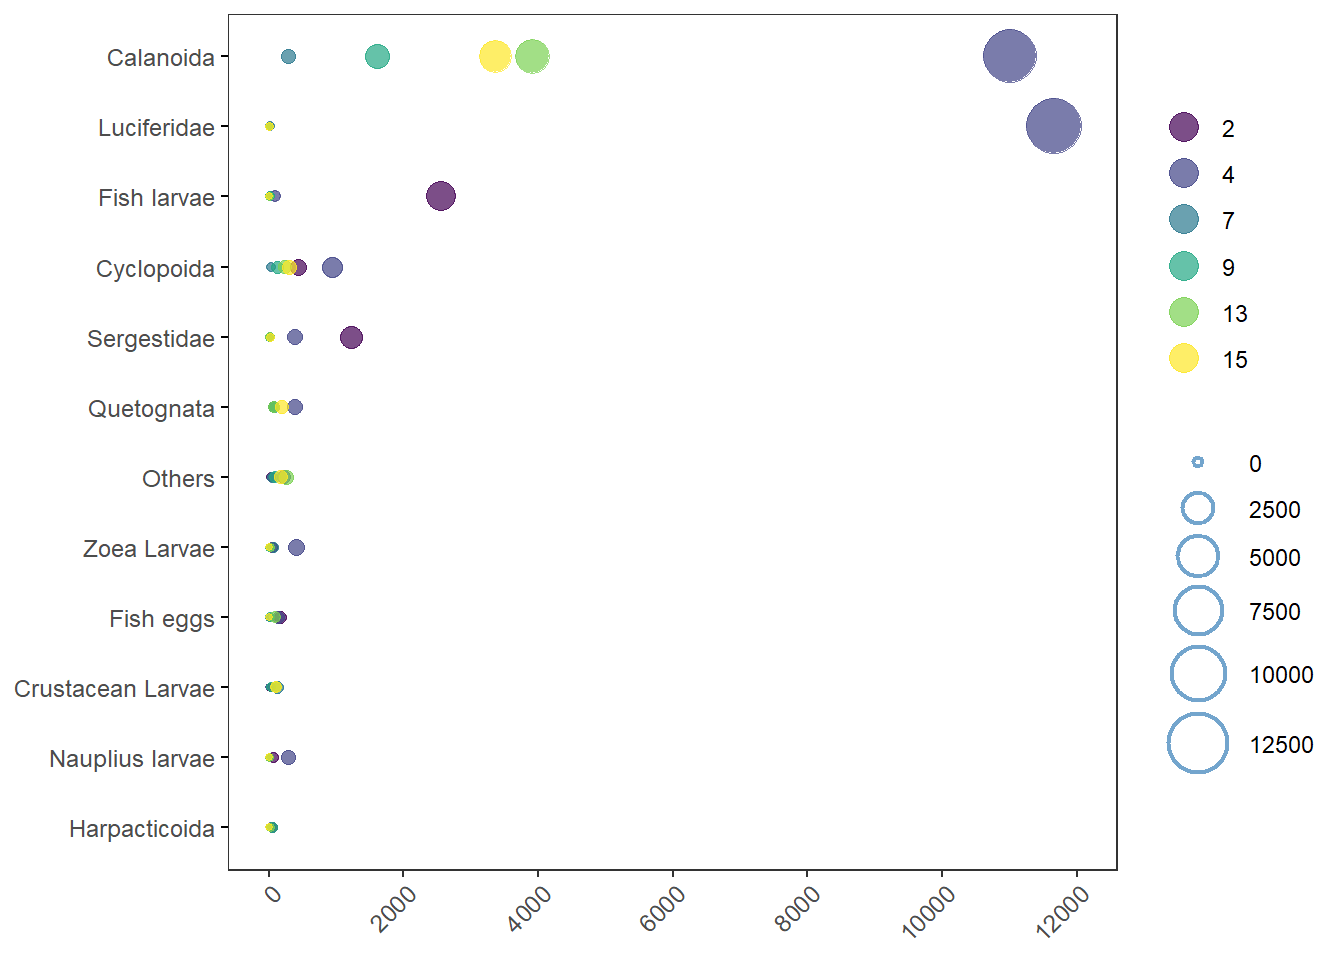 Calanoida
Luciferidae
Fish larvae
Cyclopoida
Sergestidae
Quetognata
Others
Zoea Larvae
Fish eggs
Crustacean Larvae
Nauplius larvae
Harpacticoida
0
2000
4000
6000
8000
10000
12000
2
4
7
9
13
15
0
2500
5000
7500
10000
12500